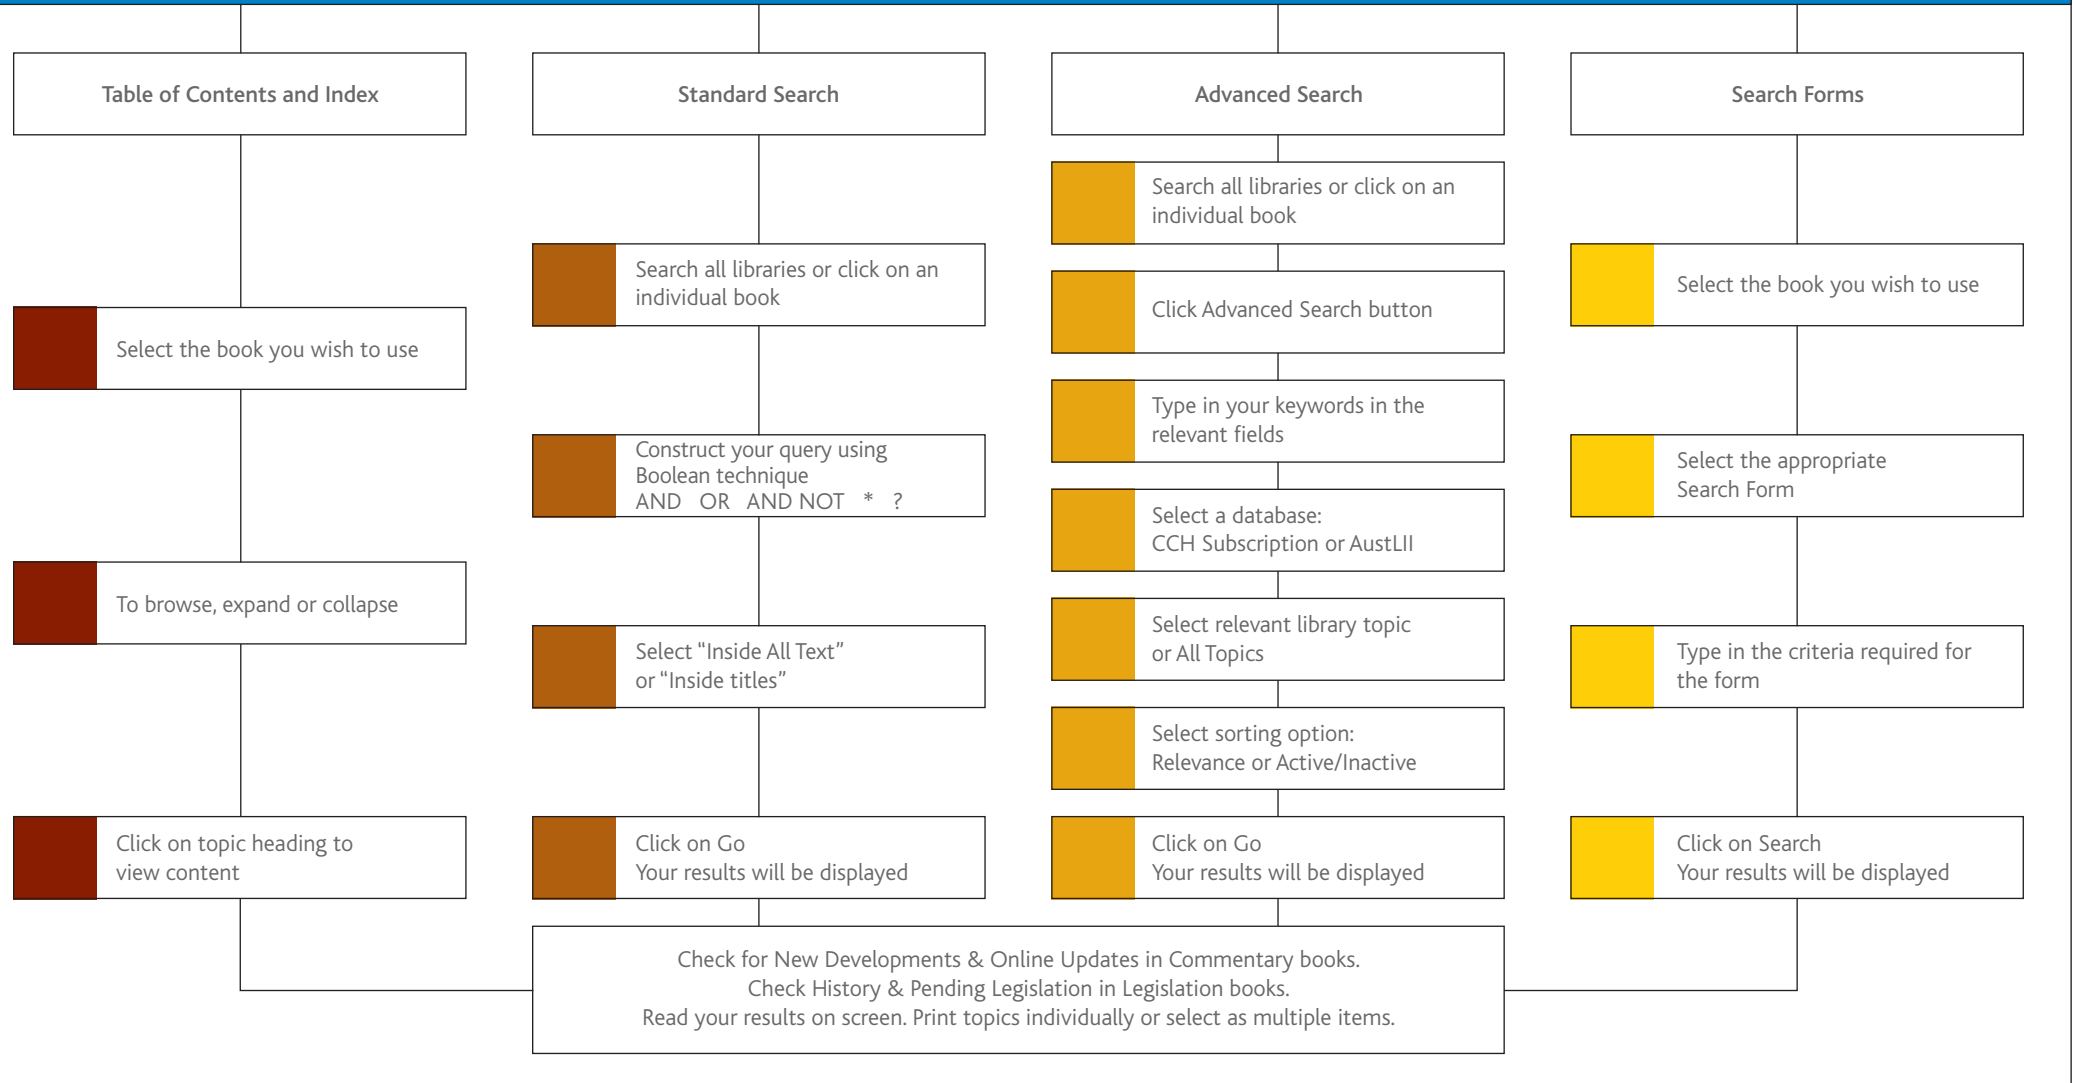 Table of Contents and Index
Select the book you wish to use
To browse, expand or collapse
Click on topic heading to
view content
Standard Search
Search all libraries or click on an
individual book
Construct your query using
Boolean technique
AND OR AND NOT * ?
Select “Inside All Text”
or “Inside titles”
Click on Go
Your results will be displayed
Advanced Search
Search all libraries or click on an
individual book
Click Advanced Search button
Type in your keywords in the
relevant fields
Select a database:
CCH Subscription or AustLII
Select relevant library topic
or All Topics
Select sorting option:
Relevance or Active/Inactive
Click on Go
Your results will be displayed
Search Forms
Select the book you wish to use
Select the appropriate
Search Form
Type in the criteria required for
the form
Click on Search
Your results will be displayed
Check for New Developments & Online Updates in Commentary books.
Check History & Pending Legislation in Legislation books.
Read your results on screen. Print topics individually or select as multiple items.